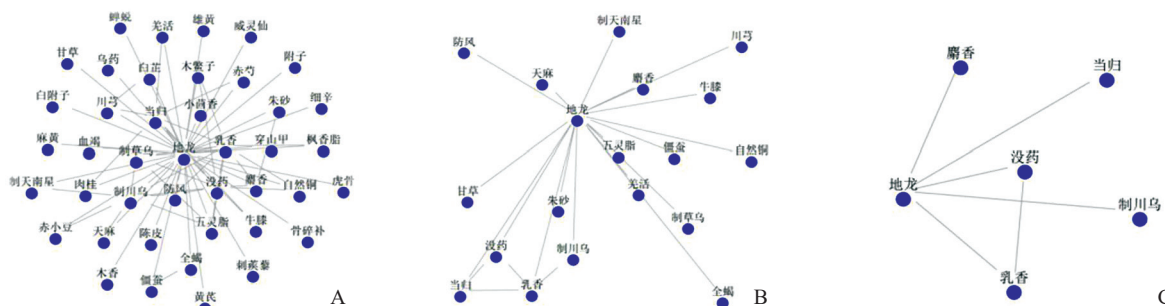 蝉蜕
羌活
雄黄
威灵仙
甘草
乌药
白芷
木鳖子
赤芍
附子
白附子
川芎
当归
小茴香
朱砂
细辛
麻黄
血竭
制草乌
地龙
乳香
穿山甲
枫香脂
制天南星
肉桂
制川乌
防风
没药
麝香
自然铜
虎骨
赤小豆
天麻
陈皮
五灵脂
牛膝
骨碎补
木香
僵蚕
全蝎
刺蒺藜
黄芪
A
防风
制天南星
川芎
天麻
麝香
牛膝
地龙
五灵脂
僵蚕
自然铜
甘草
羌活
朱砂
制草乌
没药
制川乌
当归
乳香
全蝎
B
麝香
当归
没药
地龙
制川乌
乳香
C